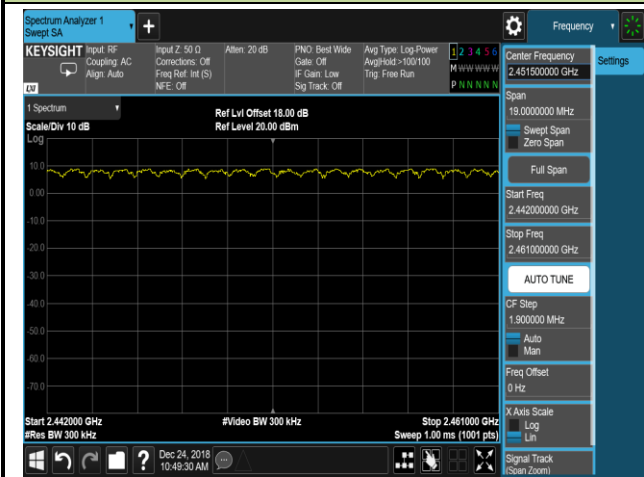 Spectrum Analyzer 1
Swept SA
+
Frequency
KEYSIGHT
Input: RF
Coupling: AC
Align: Auto
Input Z: 50 Ω
Corrections: Off
Freq Ref: Int (S)
NFE: Off
Atten: 20 dB
PNO: Best Wide
Gate: Off
IF Gain: Low
Sig Track: Off
Avg Type: Log-Power
Avg|Hold:>100/100
Trig: Free Run
1 2 3 4 5 6
M W W W W W
P N N N N N
LXI
1 Spectrum
Scale/Div 10 dB
Log
Ref Lvl Offset 18.00 dB
Ref Level 20.00 dBm
10.0
0.00
-10.0
-20.0
-30.0
-40.0
-50.0
-60.0
-70.0
Start 2.442000 GHz
#Res BW 300 kHz
#Video BW 300 kHz
Stop 2.461000 GHz
Sweep 1.00 ms (1001 pts)
Dec 24, 2018
10:49:30 AM
Center Frequency
2.451500000 GHz
Settings
Span
19.0000000 MHz
Swept Span
Zero Span
Full Span
Start Freq
2.442000000 GHz
Stop Freq
2.461000000 GHz
AUTO TUNE
CF Step
1.900000 MHz
Auto
Man
Freq Offset
0 Hz
X Axis Scale
Log
Lin
Signal Track
(Span Zoom)